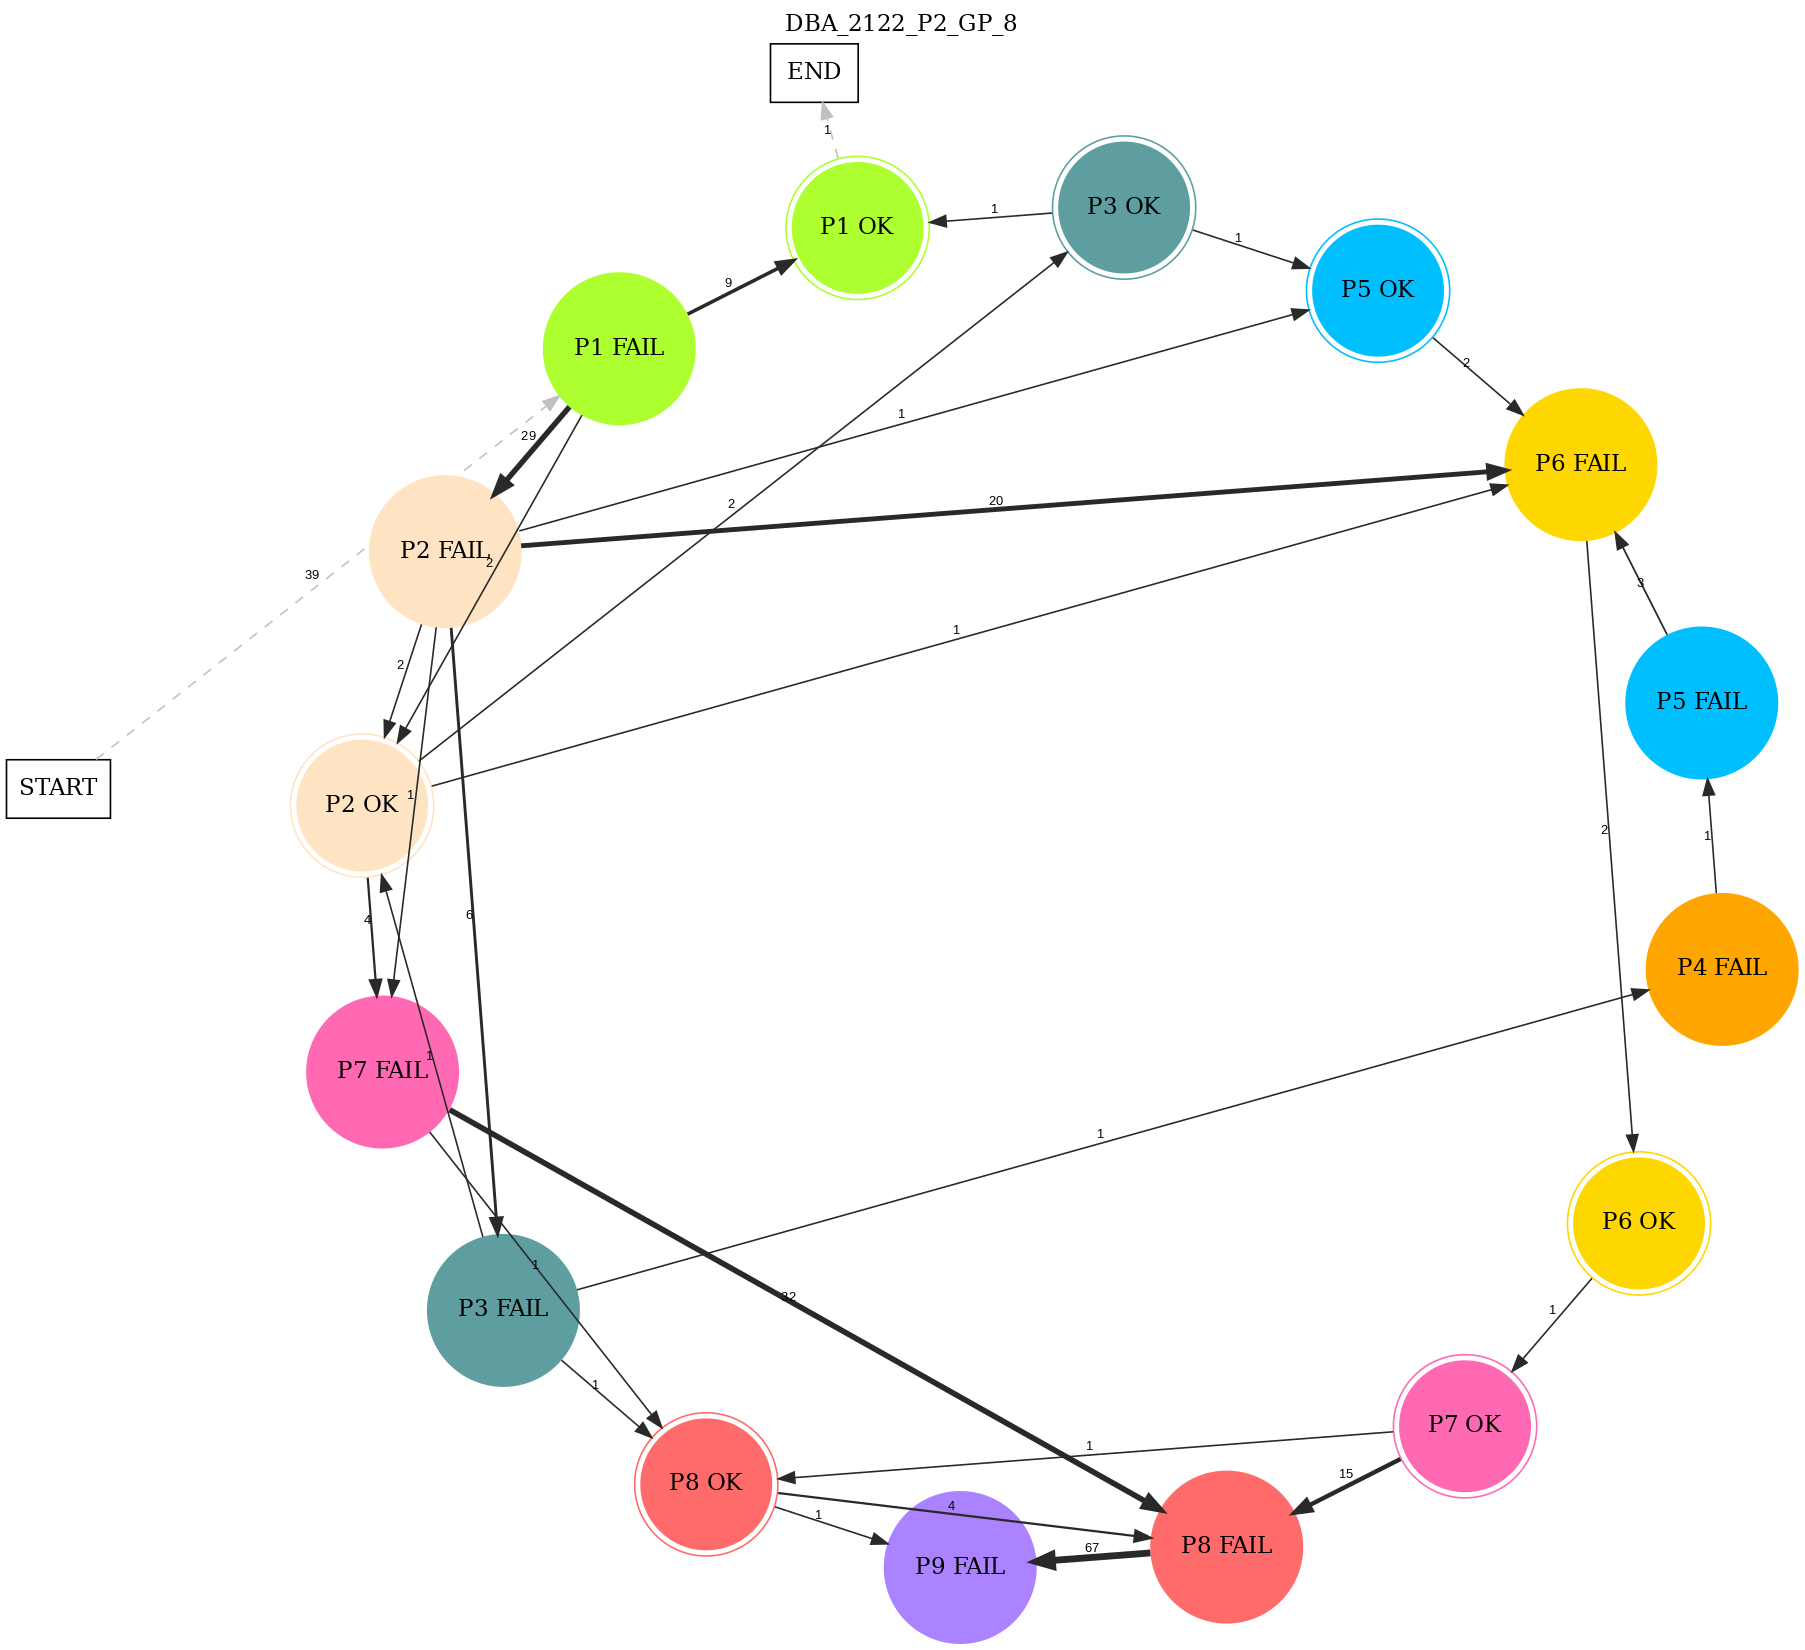 DBA_2122_P2_GP_8
END
1
P1 OK
P3 OK
1
1
P5 OK
9
P1 FAIL
2
29
1
P6 FAIL
20
2
P2 FAIL
2
39
3
1
2
P5 FAIL
START
1
P2 OK
2
1
6
4
P4 FAIL
1
P7 FAIL
1
P6 OK
1
32
P3 FAIL
1
1
P7 OK
1
15
P8 OK
4
1
P8 FAIL
67
P9 FAIL